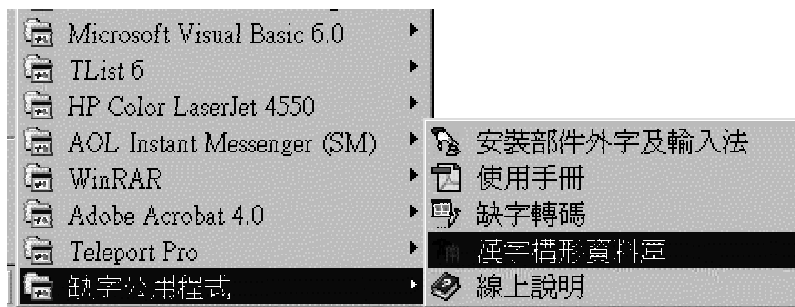 Microsoft Visual Basic 6.0
TList 6
HP Color LaserJet 4550
AOL Instant Messenger (SM)
WinRAR
Adobe Acrobat 4.0
Teleport Pro
缺字公用程式
安裝部件外字及輸入法
使用手冊
缺字轉碼
漢字構形資料庫
線上說明